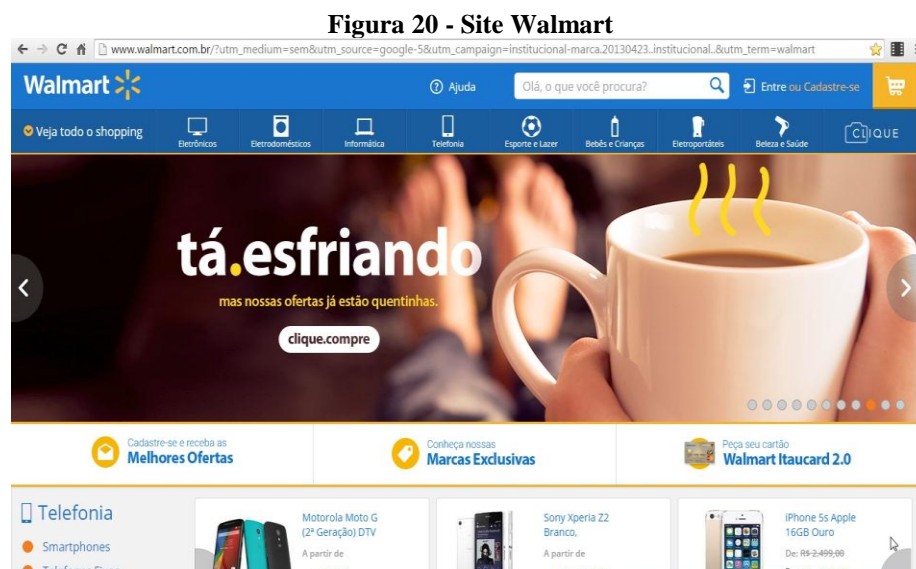 Figura 20 - Site Walmart
www.walmart.com.br/?utm_medium=sem&utm_source=google-5&utm_campaign=institucional-marca.20130423..institucional..&utm_term=walmart
Walmart
? Ajuda
Olá, o que você procura?
Entre ou Cadastre-se
Veja todo o shopping
Eletrônicos
Eletrodomésticos
Informática
Telefonia
Esporte e Lazer
Bebês e Crianças
Eletroportáteis
Beleza e Saúde
CLIQUE
tá.esfriando
mas nossas ofertas já estão quentinhas.
clique.compre
Cadastre-se e receba as
Melhores Ofertas
Conheça nossas
Marcas Exclusivas
Peça seu cartão
Walmart Itaucard 2.0
Telefonia
Smartphones
Motorola Moto G
(2ª Geração) DTV
A partir de
Sony Xperia Z2
Branco,
A partir de
iPhone 5s Apple
16GB Ouro
De: R$ 2.499,00